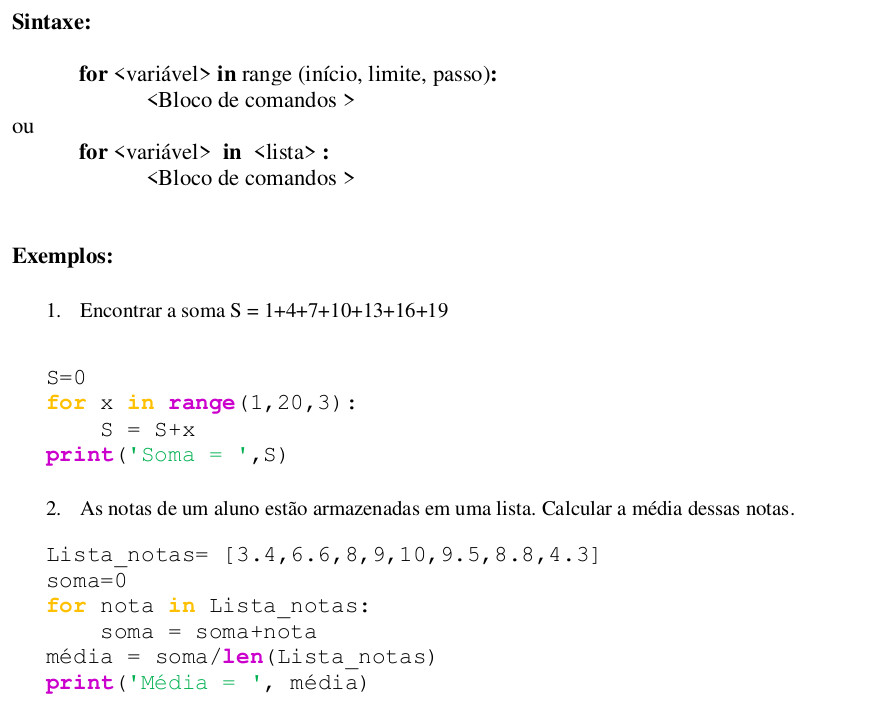 Sintaxe:
for <variável> in range (início, limite, passo):
<Bloco de comandos >
ou
for <variável> in <lista> :
<Bloco de comandos >
Exemplos:
1. Encontrar a soma S = 1+4+7+10+13+16+19
S=0
for x in range(1,20,3):
S = S+x
print('Soma = ',S)
2. As notas de um aluno estão armazenadas em uma lista. Calcular a média dessas notas.
Lista_notas= [3.4,6.6,8,9,10,9.5,8.8,4.3]
soma=0
for nota in Lista_notas:
soma = soma+nota
média = soma/len(Lista_notas)
print('Média = ', média)